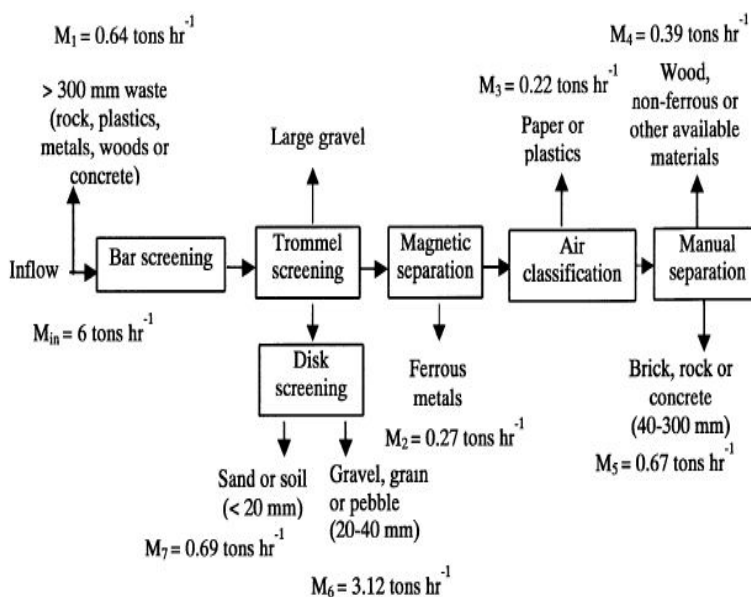 M₁ = 0.64 tons hr⁻¹
> 300 mm waste
(rock, plastics,
metals, woods or
concrete)
Large gravel
M₃ = 0.22 tons hr⁻¹
Paper or
plastics
M₄ = 0.39 tons hr⁻¹
Wood,
non-ferrous or
other available
materials
Inflow
Bar screening
Trommel
screening
Magnetic
separation
Air
classification
Manual
separation
Mᵢₙ = 6 tons hr⁻¹
Disk
screening
Ferrous
metals
M₂ = 0.27 tons hr⁻¹
Brick, rock or
concrete
(40-300 mm)
M₅ = 0.67 tons hr⁻¹
Sand or soil
(< 20 mm)
M₇ = 0.69 tons hr⁻¹
Gravel, grain
or pebble
(20-40 mm)
M₆ = 3.12 tons hr⁻¹